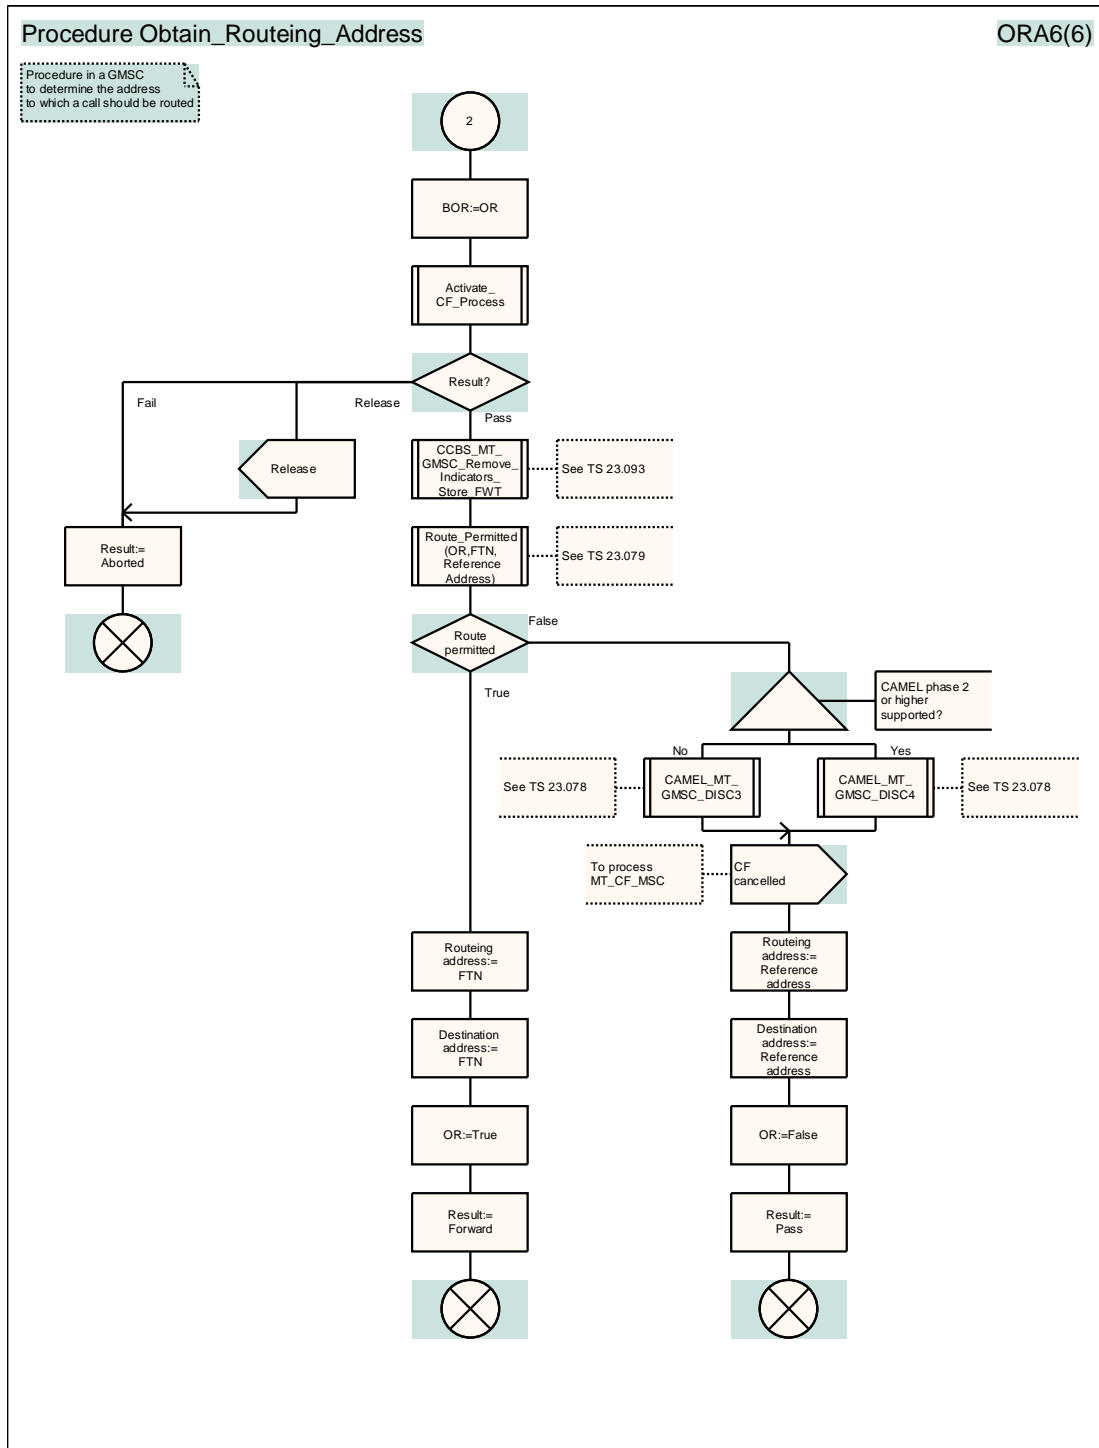 Procedure Obtain_Routeing_Address
ORA6(6)
Procedure in a GMSC
to determine the address
to which a call should be routed
2
BOR:=OR
Activate_
CF_Process
Result?
Fail
Release
Pass
Release
CCBS_MT_
GMSC_Remove_
Indicators_
Store_FWT
See TS 23.093
Result:=
Aborted
Route_Permitted
(OR,FTN,
Reference
Address)
See TS 23.079
Route
permitted
False
True
CAMEL phase 2
or higher
supported?
No
Yes
See TS 23.078
CAMEL_MT_
GMSC_DISC3
CAMEL_MT_
GMSC_DISC4
See TS 23.078
To process
MT_CF_MSC
CF
cancelled
Routeing
address:=
FTN
Routeing
address:=
Reference
address
Destination
address:=
FTN
Destination
address:=
Reference
address
OR:=True
OR:=False
Result:=
Forward
Result:=
Pass